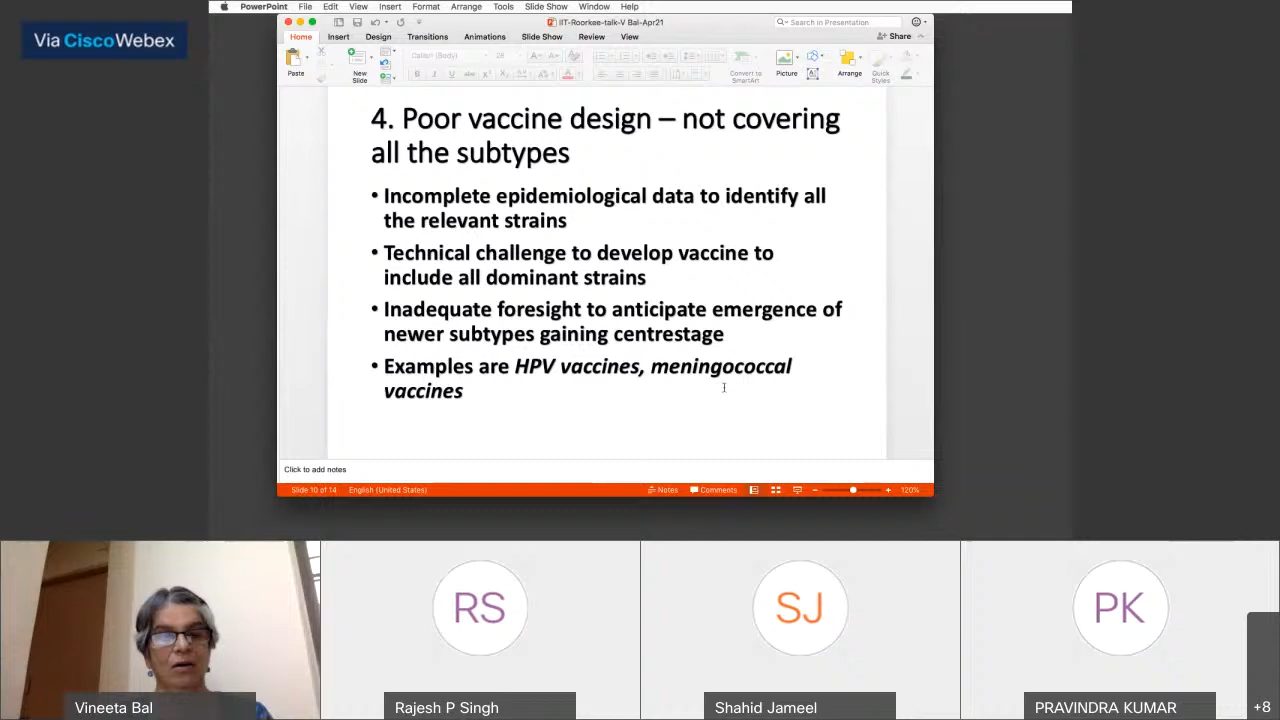 PowerPoint File Edit View Insert Format Arrange Tools Slide Show Window Help
Via CiscoWebex
IIT-Roorkee-talk-V Bal-Apr21
Search in Presentation
Home Insert Design Transitions Animations Slide Show Review View
Share
Calibri (Body) 28
Paste
New
Slide
Convert to
SmartArt
Picture
Arrange
Quick
Styles
4. Poor vaccine design – not covering
all the subtypes
• Incomplete epidemiological data to identify all
the relevant strains
• Technical challenge to develop vaccine to
include all dominant strains
• Inadequate foresight to anticipate emergence of
newer subtypes gaining centrestage
• Examples are HPV vaccines, meningococcal
vaccines
Click to add notes
Slide 10 of 14 English (United States) Notes Comments 120%
RS
SJ
PK
Vineeta Bal
Rajesh P Singh
Shahid Jameel
PRAVINDRA KUMAR
+8